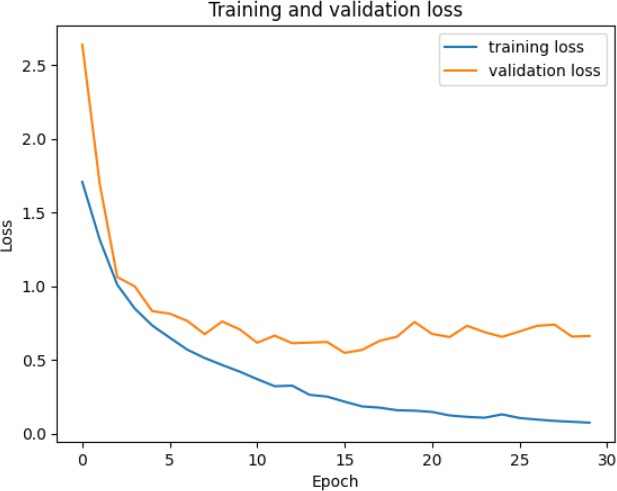 Training and validation loss
training loss
validation loss
2.5
2.0
1.5
1.0
0.5
0.0
Loss
0 5 10 15 20 25 30
Epoch